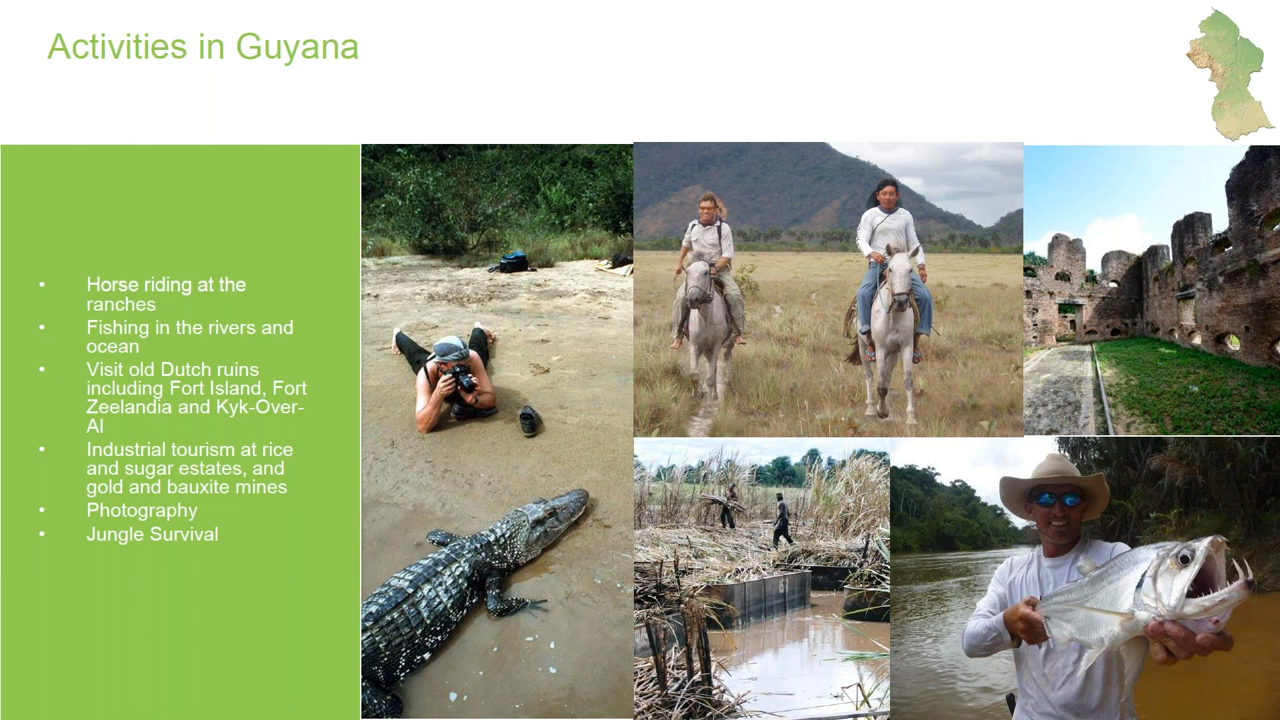 Activities in Guyana
• Horse riding at the
ranches
• Fishing in the rivers and
ocean
• Visit old Dutch ruins
including Fort Island, Fort
Zeelandia and Kyk-Over-
Al
• Industrial tourism at rice
and sugar estates, and
gold and bauxite mines
• Photography
• Jungle Survival